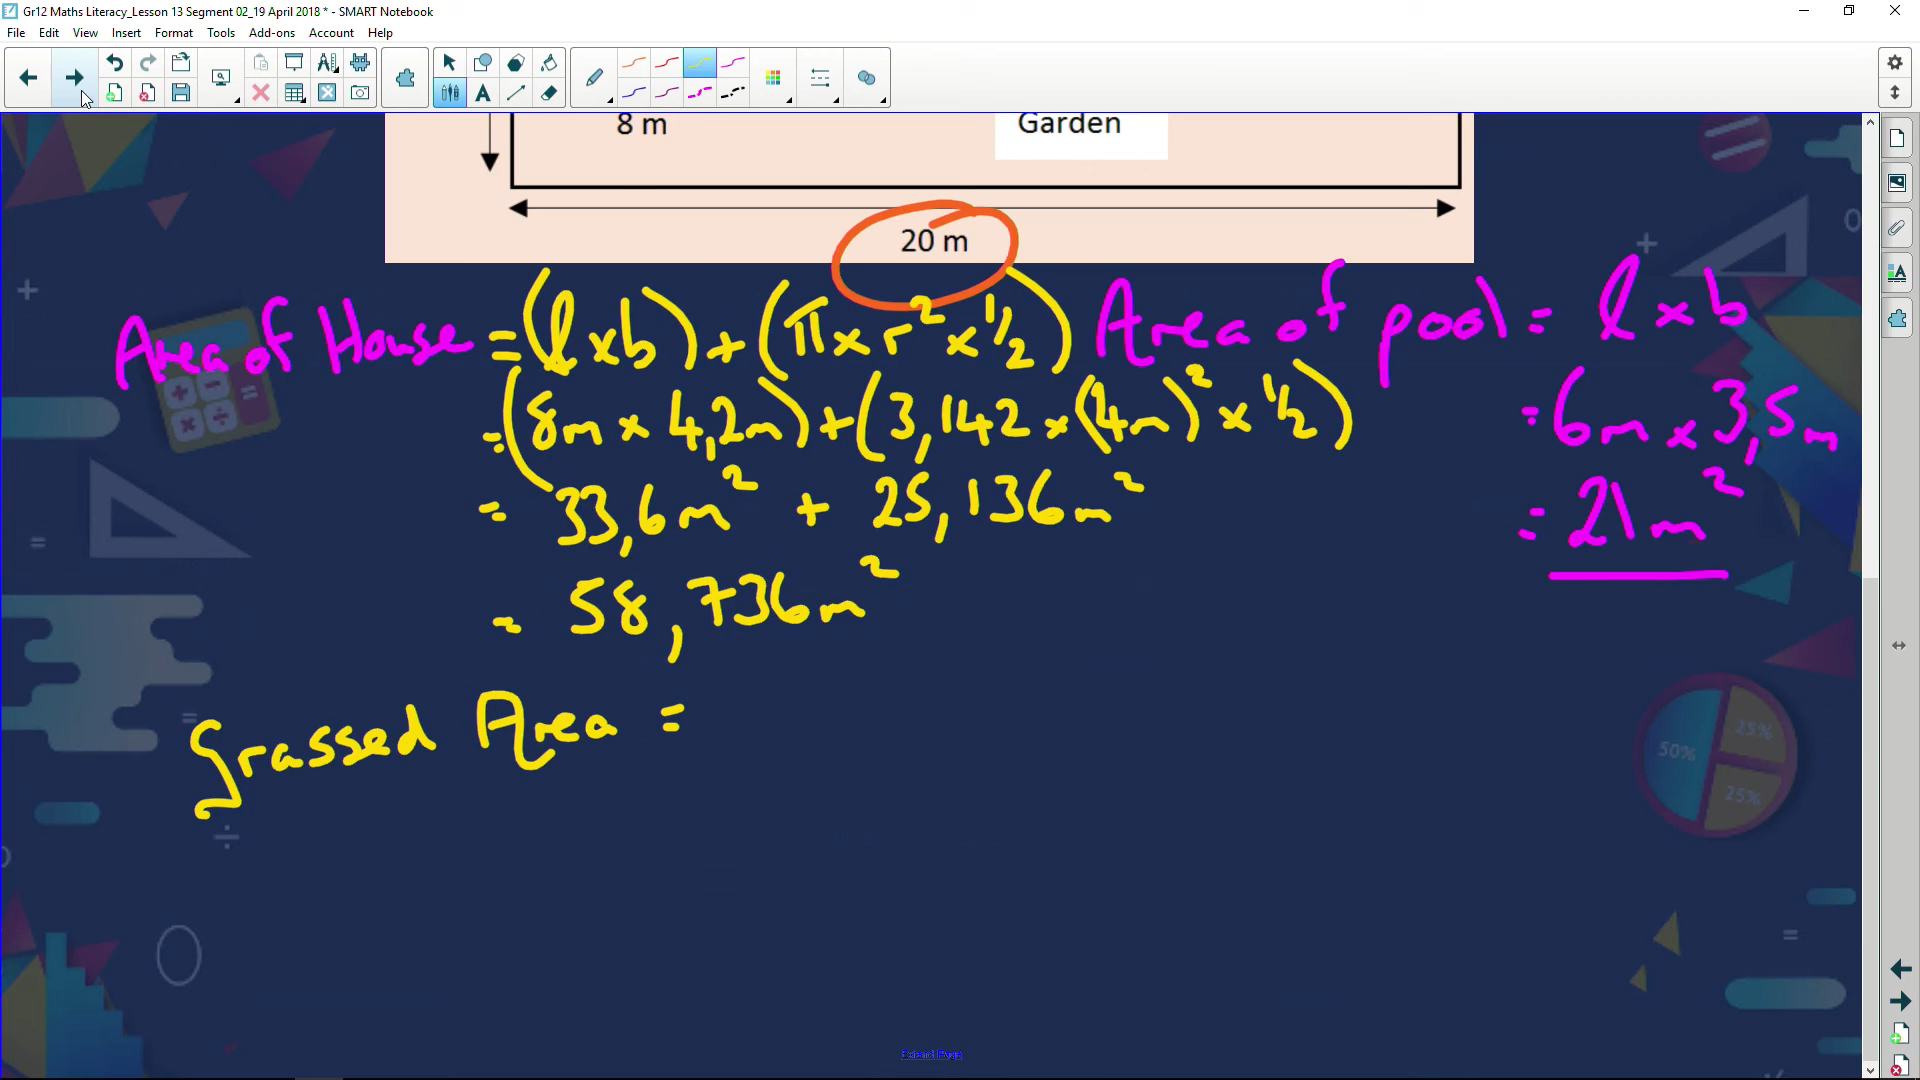 Gr12 Maths Literacy_Lesson 13 Segment 02_19 April 2018 * - SMART Notebook
File Edit View Insert Format Tools Add-ons Account Help
8 m
Garden
20 m
Area of House = (l x b) + (π x r² x ½)
= (8m x 4,2m) + (3,142 x (4m)² x ½)
= 33,6m² + 25,136m²
= 58,736m²
Area of pool = l x b
= 6m x 3,5m
= 21m²
Grassed Area =
50%
25%
25%
Extend Page